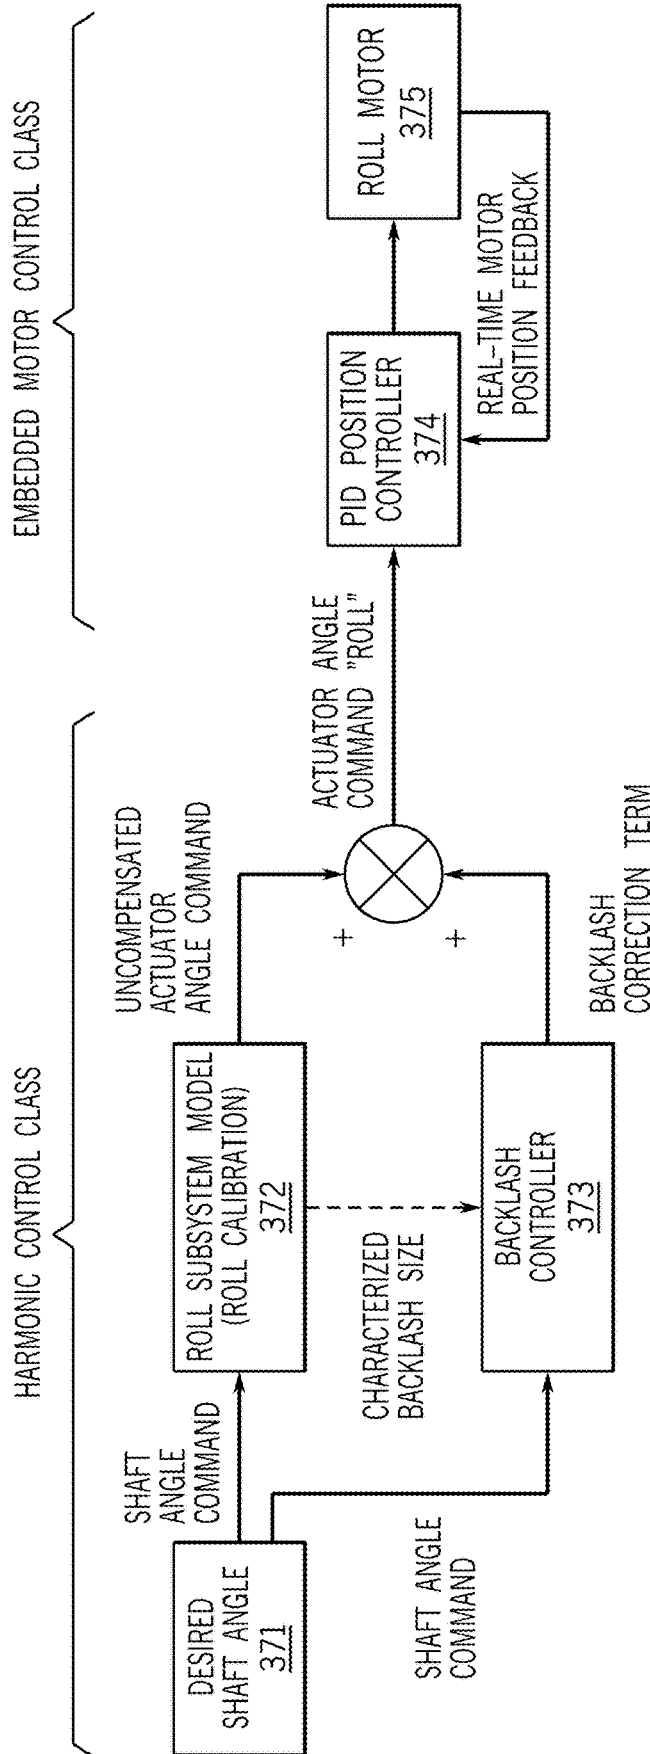 HARMONIC CONTROL CLASS
EMBEDDED MOTOR CONTROL CLASS
DESIRED
SHAFT ANGLE
371
SHAFT
ANGLE
COMMAND
SHAFT ANGLE
COMMAND
ROLL SUBSYSTEM MODEL
(ROLL CALIBRATION)
372
CHARACTERIZED
BACKLASH SIZE
BACKLASH
CONTROLLER
373
UNCOMPENSATED
ACTUATOR
ANGLE COMMAND
+
+
BACKLASH
CORRECTION TERM
ACTUATOR ANGLE
COMMAND "ROLL"
PID POSITION
CONTROLLER
374
ROLL MOTOR
375
REAL-TIME MOTOR
POSITION FEEDBACK